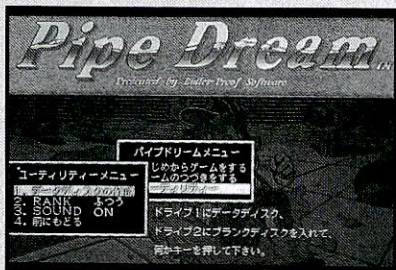 Pipe Dream
TM
Presented by Bullet-Proof Software
パイプドリームメニュー
じめからゲームをする
ームのつづきをする
ーティリティー
ユーティリティーメニュー
1. データディスクの作成
2. RANK ふつう
3. SOUND ON
4. 前にもどる
ドライブ1にデータディスク、
ドライブ2にブランクディスクを入れて、
何かキーを押して下さい。